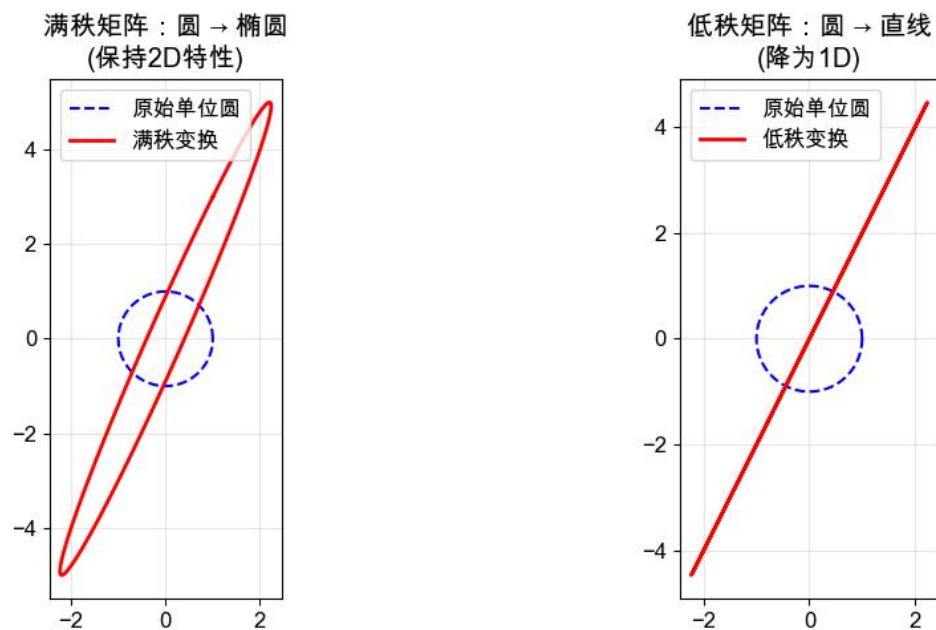 满秩矩阵：圆 → 椭圆
(保持2D特性)
原始单位圆
满秩变换
4
2
0
−2
−4
−2
0
2
低秩矩阵：圆 → 直线
(降为1D)
原始单位圆
低秩变换
4
2
0
−2
−4
−2
0
2